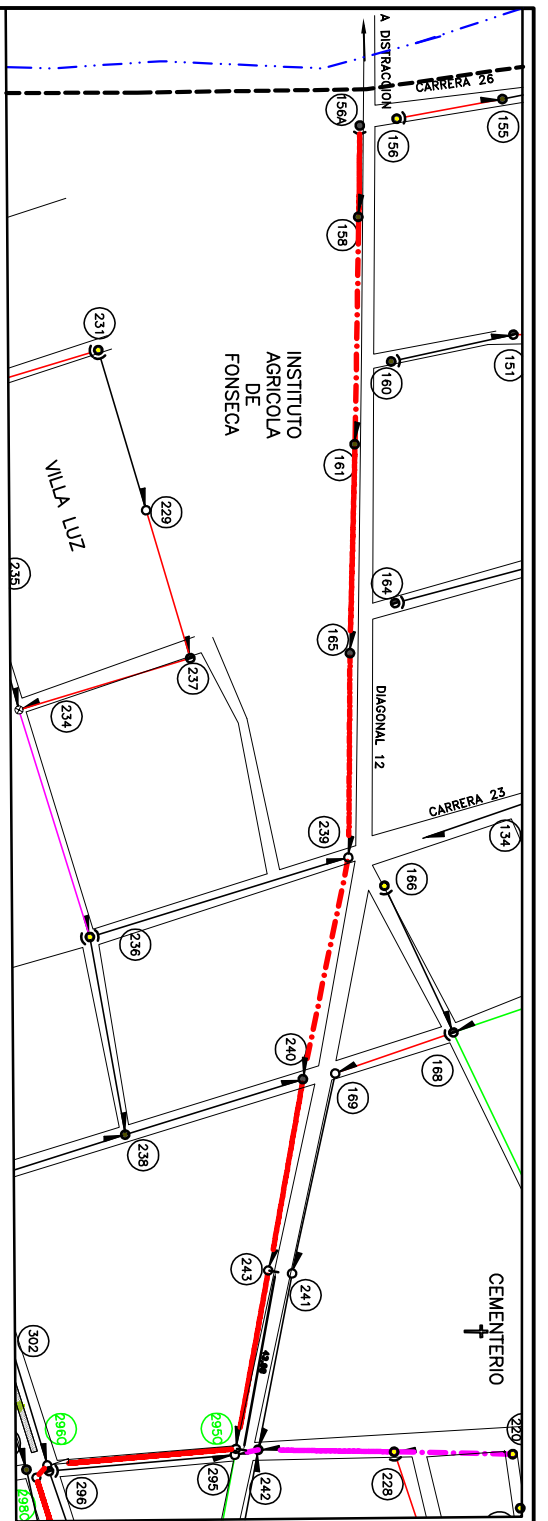 A DISTRACCION
CARRERA 26
156A
156
155
158
160
151
161
164
165
INSTITUTO
AGRICOLA
DE
FONSECA
231
229
VILLA LUZ
235
237
234
DIAGONAL 12
CARRERA 23
134
239
166
236
240
168
169
238
243
241
CEMENTERIO
302
296
295
242
228
220